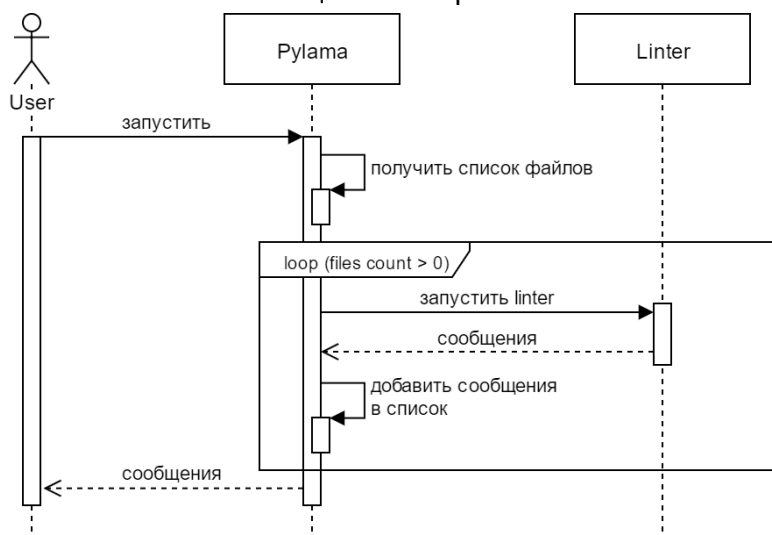 Pylama
Linter
User
запустить
получить список файлов
loop (files count > 0)
запустить linter
сообщения
добавить сообщения
в список
сообщения